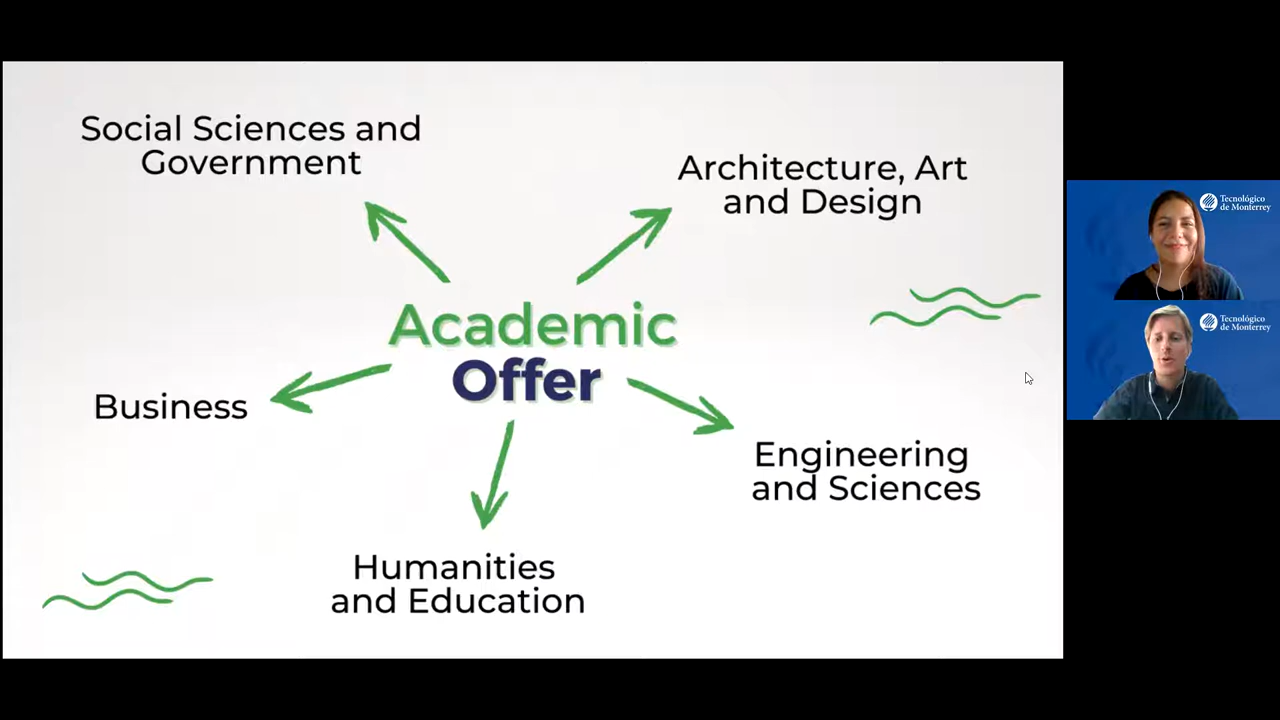 Social Sciences and
Government
Architecture, Art
and Design
Academic
Offer
Business
Engineering
and Sciences
Humanities
and Education
Tecnológico
de Monterrey
Tecnológico
de Monterrey